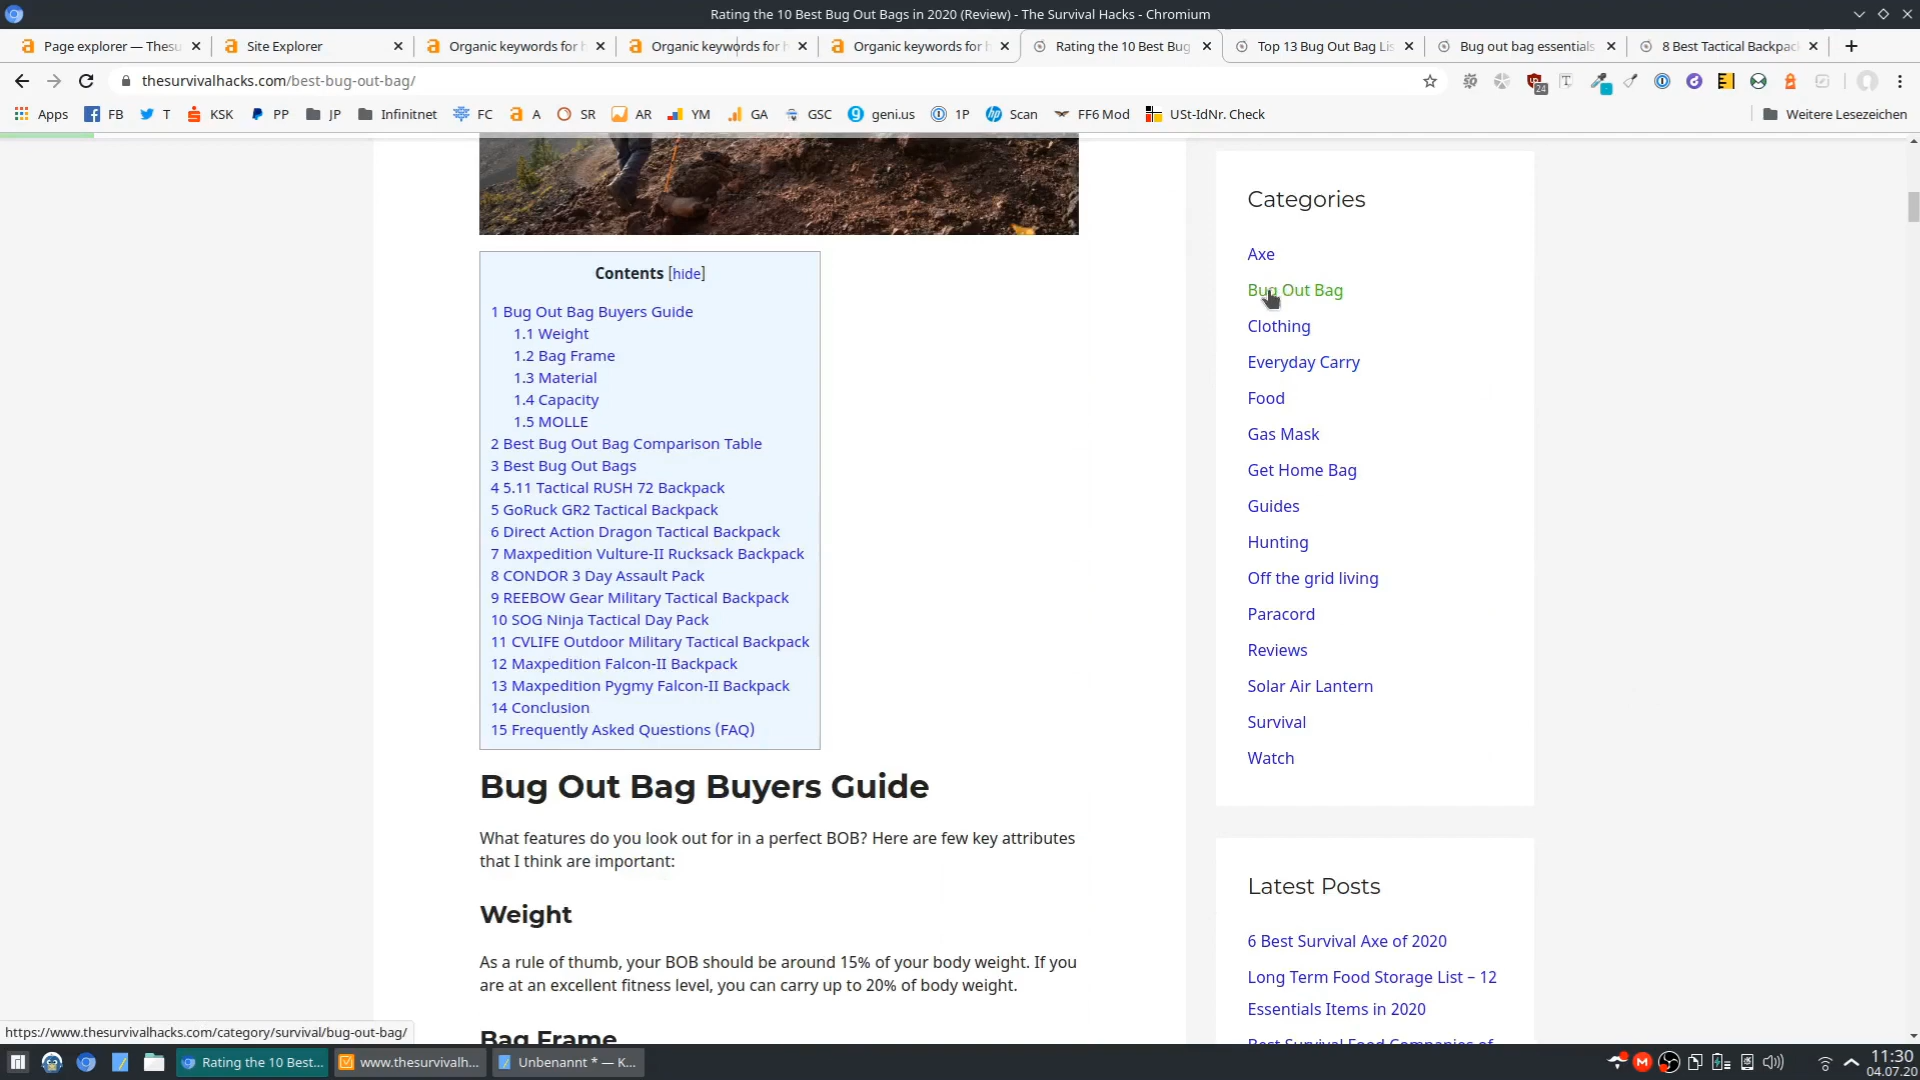 Rating the 10 Best Bug Out Bags in 2020 (Review) - The Survival Hacks - Chromium
Page explorer — Thesu
Site Explorer
Organic keywords for h
Organic keywords for h
Organic keywords for h
Rating the 10 Best Bug
Top 13 Bug Out Bag Lis
Bug out bag essentials
8 Best Tactical Backpac
thesurvivalhacks.com/best-bug-out-bag/
24
Apps FB T KSK PP JP Infinitnet FC A SR AR YM GA GSC geni.us 1P Scan FF6 Mod USt-IdNr. Check Weitere Lesezeichen
Contents [hide]
1 Bug Out Bag Buyers Guide
1.1 Weight
1.2 Bag Frame
1.3 Material
1.4 Capacity
1.5 MOLLE
2 Best Bug Out Bag Comparison Table
3 Best Bug Out Bags
4 5.11 Tactical RUSH 72 Backpack
5 GoRuck GR2 Tactical Backpack
6 Direct Action Dragon Tactical Backpack
7 Maxpedition Vulture-II Rucksack Backpack
8 CONDOR 3 Day Assault Pack
9 REEBOW Gear Military Tactical Backpack
10 SOG Ninja Tactical Day Pack
11 CVLIFE Outdoor Military Tactical Backpack
12 Maxpedition Falcon-II Backpack
13 Maxpedition Pygmy Falcon-II Backpack
14 Conclusion
15 Frequently Asked Questions (FAQ)
Bug Out Bag Buyers Guide
What features do you look out for in a perfect BOB? Here are few key attributes
that I think are important:
Weight
As a rule of thumb, your BOB should be around 15% of your body weight. If you
are at an excellent fitness level, you can carry up to 20% of body weight.
Bag Frame
Categories
Axe
Bug Out Bag
Clothing
Everyday Carry
Food
Gas Mask
Get Home Bag
Guides
Hunting
Off the grid living
Paracord
Reviews
Solar Air Lantern
Survival
Watch
Latest Posts
6 Best Survival Axe of 2020
Long Term Food Storage List – 12
Essentials Items in 2020
Best Survival Food Companies of
https://www.thesurvivalhacks.com/category/survival/bug-out-bag/
Rating the 10 Best...
www.thesurvivalh...
Unbenannt * — K...
11:30
04.07.20